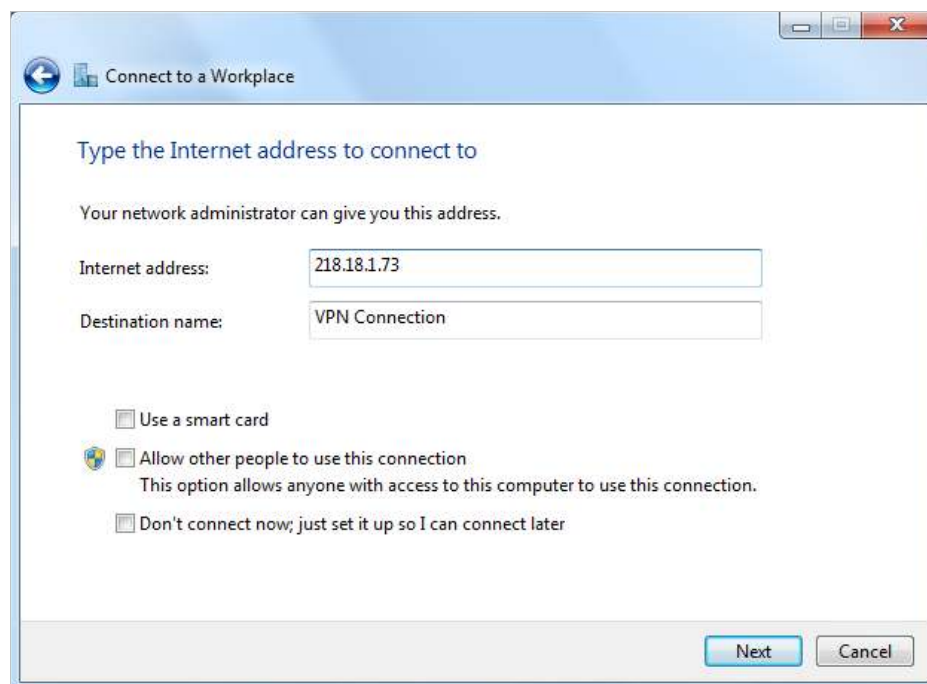 Connect to a Workplace
Type the Internet address to connect to
Your network administrator can give you this address.
Internet address: 218.18.1.73
Destination name: VPN Connection
Use a smart card
Allow other people to use this connection
This option allows anyone with access to this computer to use this connection.
Don't connect now; just set it up so I can connect later
Next Cancel